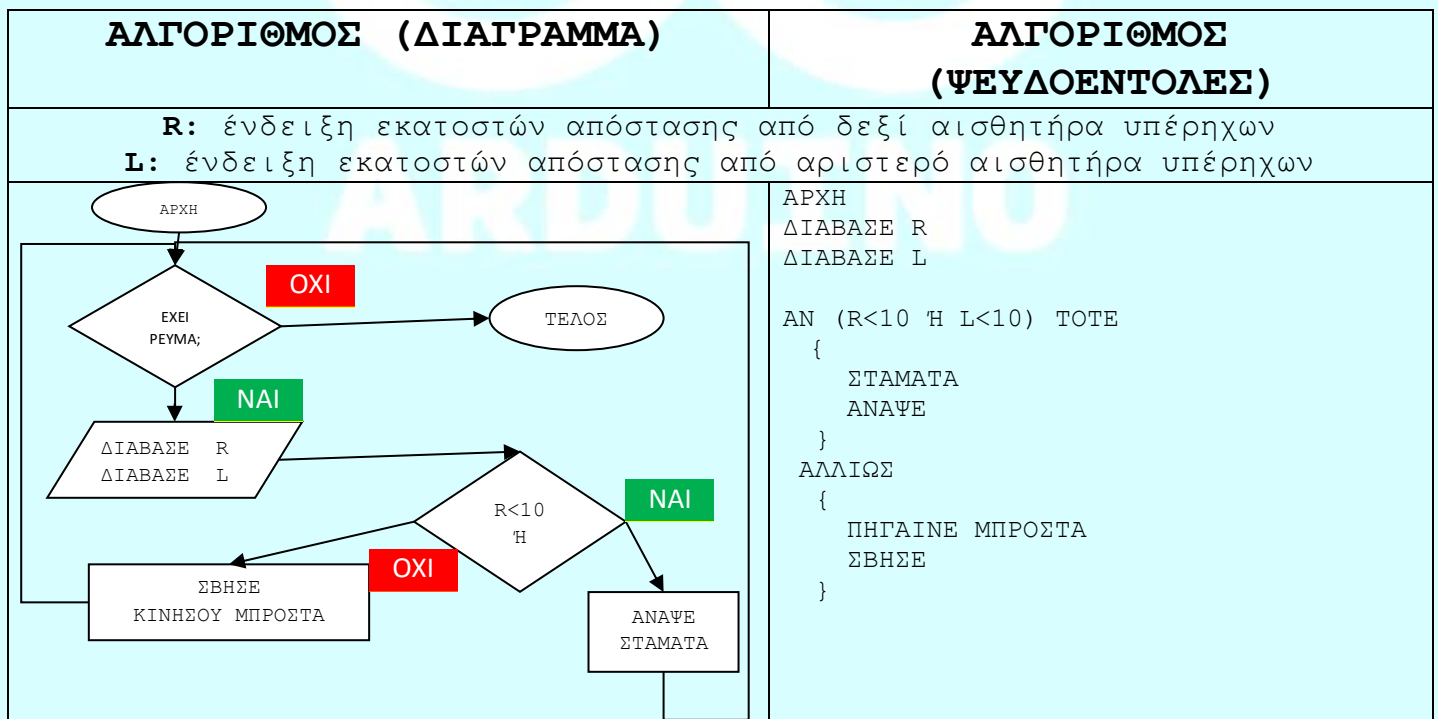 ΑΛΓΟΡΙΘΜΟΣ (ΔΙΑΓΡΑΜΜΑ)
ΑΛΓΟΡΙΘΜΟΣ
(ΨΕΥΔΟΕΝΤΟΛΕΣ)
R: ένδειξη εκατοστών απόστασης από δεξί αισθητήρα υπέρηχων
L: ένδειξη εκατοστών απόστασης από αριστερό αισθητήρα υπέρηχων
ARDUINO
ΑΡΧΗ
ΕΧΕΙ
ΡΕΥΜΑ;
ΟΧΙ
ΤΕΛΟΣ
ΝΑΙ
ΔΙΑΒΑΣΕ R
ΔΙΑΒΑΣΕ L
R<10
Ή
ΝΑΙ
ΟΧΙ
ΣΒΗΣΕ
ΚΙΝΗΣΟΥ ΜΠΡΟΣΤΑ
ΑΝΑΨΕ
ΣΤΑΜΑΤΑ
ΑΡΧΗ
ΔΙΑΒΑΣΕ R
ΔΙΑΒΑΣΕ L
ΑΝ (R<10 Ή L<10) ΤΟΤΕ
{
ΣΤΑΜΑΤΑ
ΑΝΑΨΕ
}
ΑΛΛΙΩΣ
{
ΠΗΓΑΙΝΕ ΜΠΡΟΣΤΑ
ΣΒΗΣΕ
}